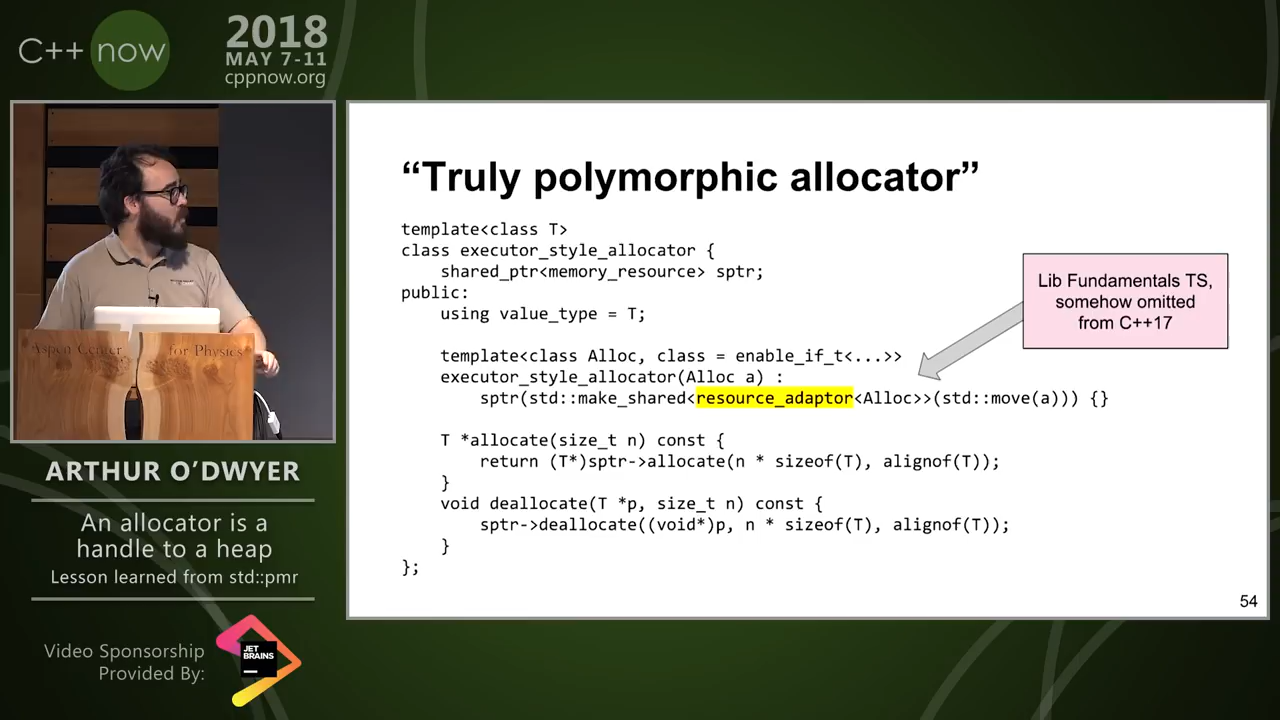 C++ now
2018
MAY 7-11
cppnow.org
Aspen Center for Physics
ARTHUR O'DWYER
An allocator is a
handle to a heap
Lesson learned from std::pmr
Video Sponsorship
Provided By:
JET
BRAINS
“Truly polymorphic allocator”
template<class T>
class executor_style_allocator {
    shared_ptr<memory_resource> sptr;
public:
    using value_type = T;
    template<class Alloc, class = enable_if_t<...>>
    executor_style_allocator(Alloc a) :
        sptr(std::make_shared<resource_adaptor<Alloc>>(std::move(a))) {}
    T *allocate(size_t n) const {
        return (T*)sptr->allocate(n * sizeof(T), alignof(T));
    }
    void deallocate(T *p, size_t n) const {
        sptr->deallocate((void*)p, n * sizeof(T), alignof(T));
    }
};
Lib Fundamentals TS,
somehow omitted
from C++17
54